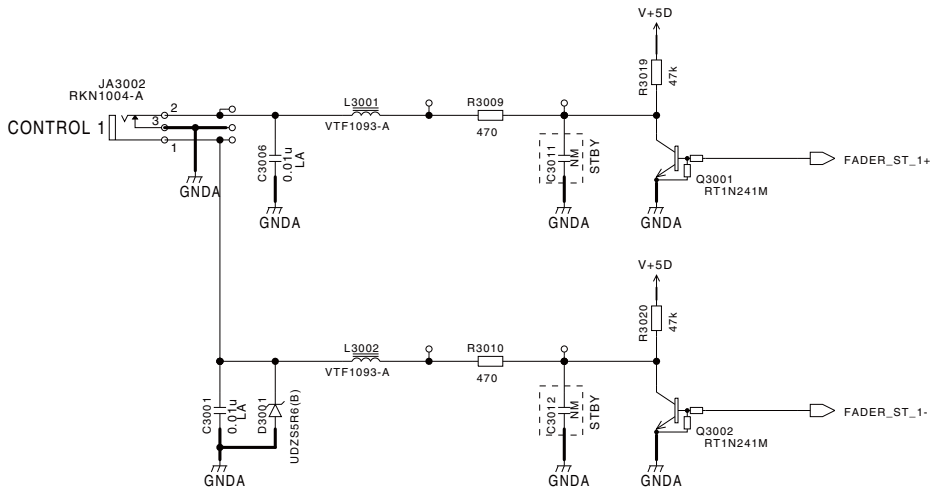 V+5D
R3019
47k
JA3002
RKN1004-A
CONTROL 1
2
3
1
GNDA
C3006
0.01u
LA
GNDA
L3001
VTF1093-A
R3009
470
C3011
NM
STBY
GNDA
Q3001
RT1N241M
GNDA
FADER_ST_1+
V+5D
R3020
47k
L3002
VTF1093-A
R3010
470
C3001
0.01u
LA
D3001
UDZS5R6(B)
GNDA
C3012
NM
STBY
GNDA
Q3002
RT1N241M
GNDA
FADER_ST_1-